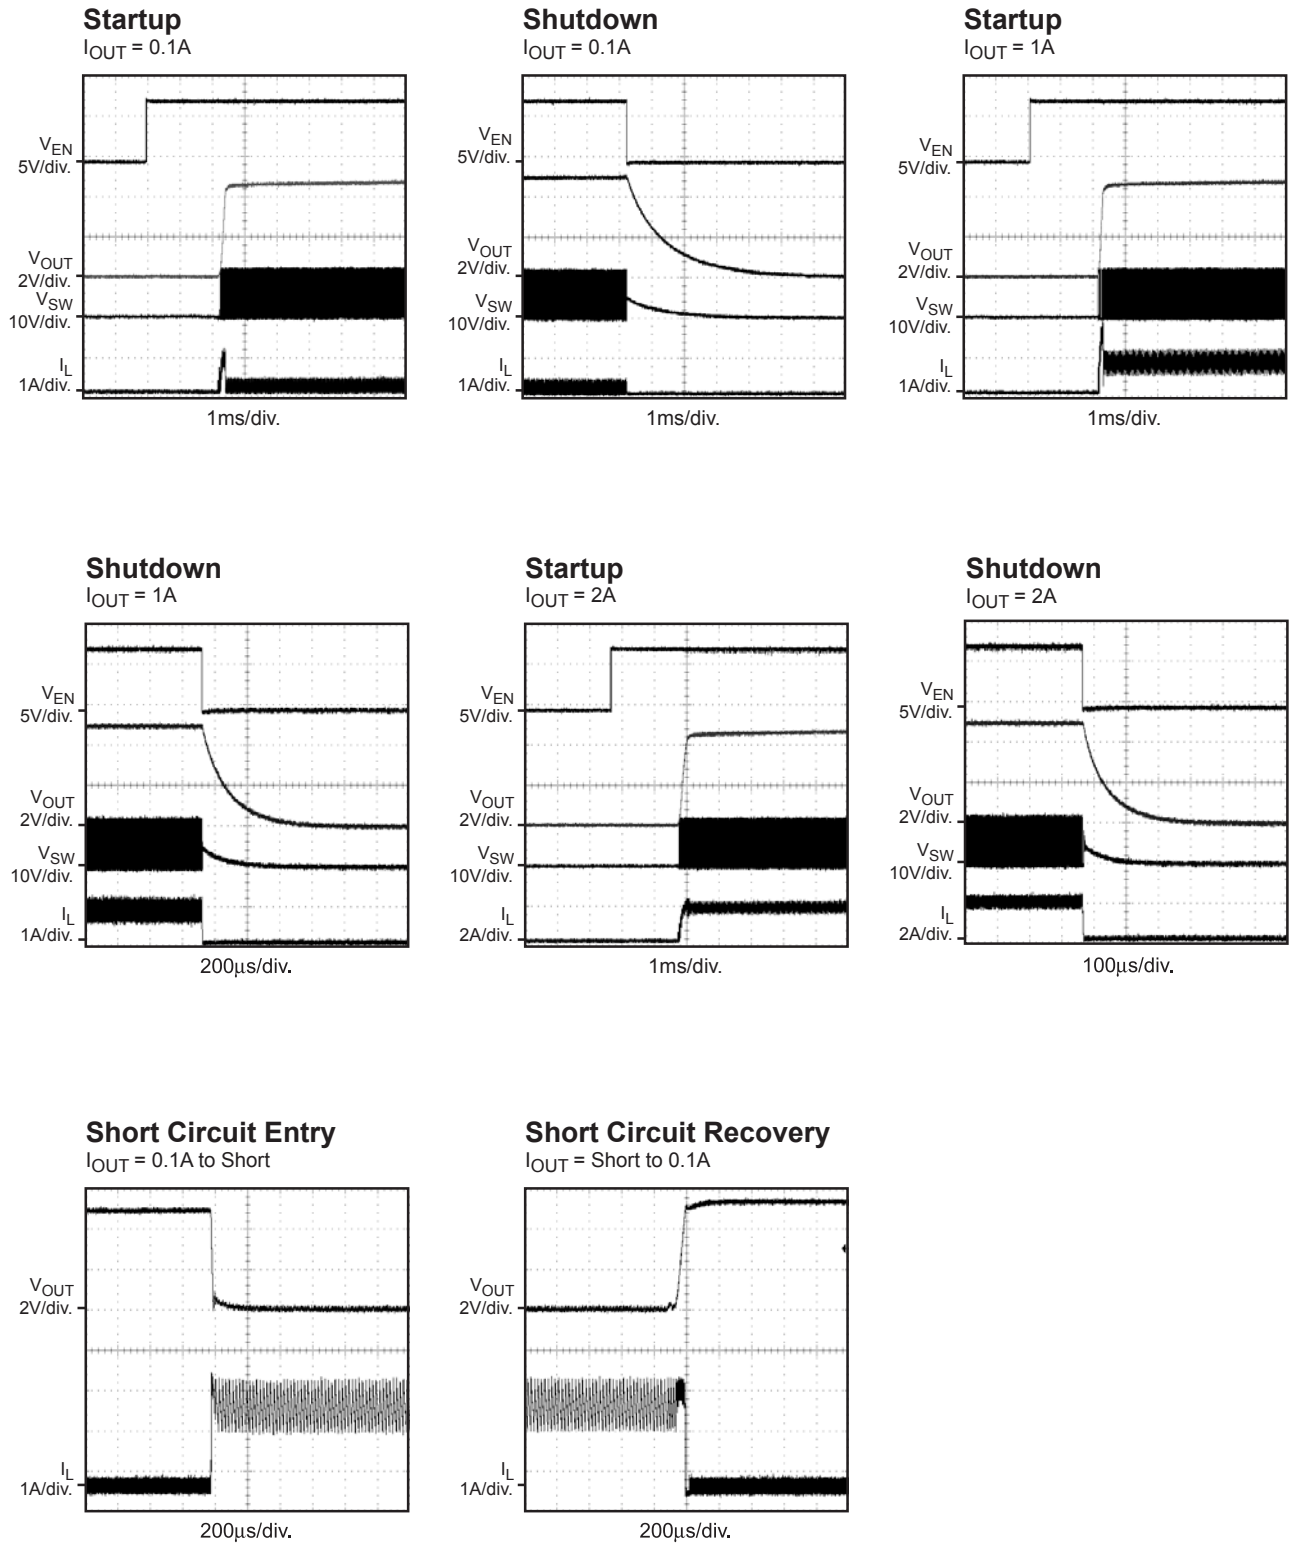 Startup
IOUT = 0.1A
VEN
5V/div.
VOUT
2V/div.
VSW
10V/div.
IL
1A/div.
1ms/div.
Shutdown
IOUT = 0.1A
VEN
5V/div.
VOUT
2V/div.
VSW
10V/div.
IL
1A/div.
1ms/div.
Startup
IOUT = 1A
VEN
5V/div.
VOUT
2V/div.
VSW
10V/div.
IL
1A/div.
1ms/div.
Shutdown
IOUT = 1A
VEN
5V/div.
VOUT
2V/div.
VSW
10V/div.
IL
1A/div.
200µs/div.
Startup
IOUT = 2A
VEN
5V/div.
VOUT
2V/div.
VSW
10V/div.
IL
2A/div.
1ms/div.
Shutdown
IOUT = 2A
VEN
5V/div.
VOUT
2V/div.
VSW
10V/div.
IL
2A/div.
100µs/div.
Short Circuit Entry
IOUT = 0.1A to Short
VOUT
2V/div.
IL
1A/div.
200µs/div.
Short Circuit Recovery
IOUT = Short to 0.1A
VOUT
2V/div.
IL
1A/div.
200µs/div.